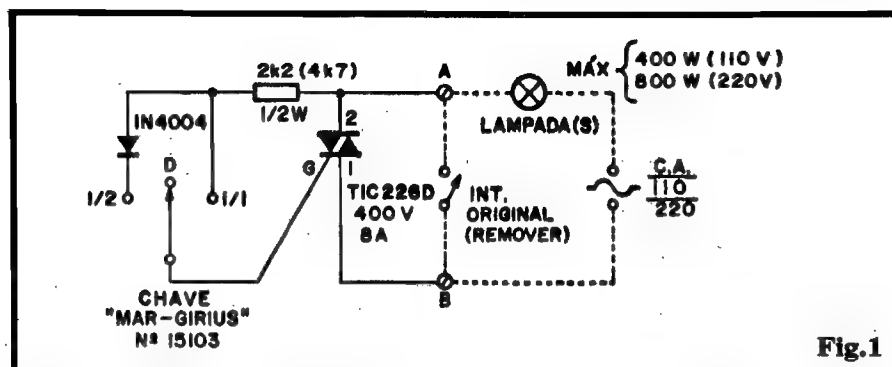 2k2 (4k7)
1/2W
IN4004
D
1/2
1/1
G
2
1
TIC226D
400V
8A
A
B
INT.
ORIGINAL
(REMOVER)
LAMPADA(S)
MÁX
400 W (110 V)
800 W (220V)
C.A.
110
220
CHAVE
"MAR-GIRIUS"
Nº 15103
Fig.1